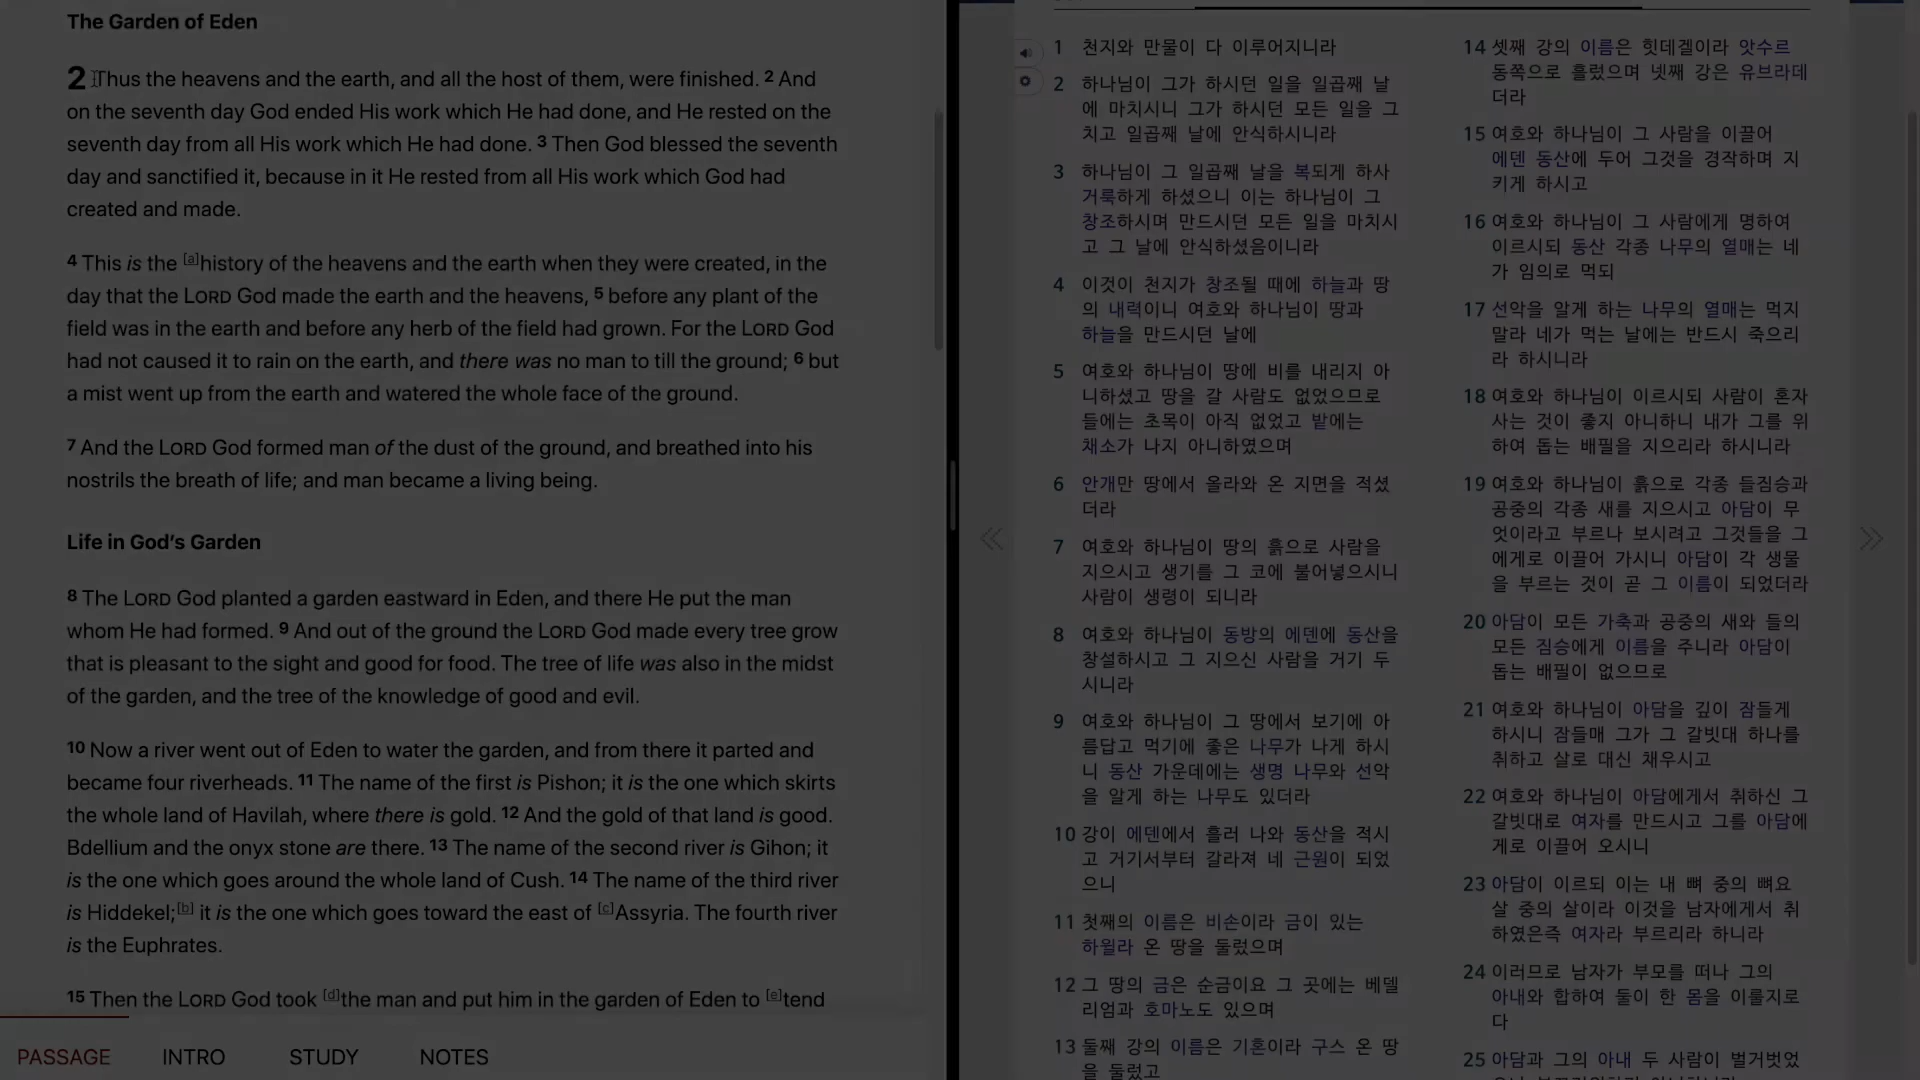 The Garden of Eden
2 Thus the heavens and the earth, and all the host of them, were finished. 2 And
on the seventh day God ended His work which He had done, and He rested on the
seventh day from all His work which He had done. 3 Then God blessed the seventh
day and sanctified it, because in it He rested from all His work which God had
created and made.
4 This is the [a]history of the heavens and the earth when they were created, in the
day that the LORD God made the earth and the heavens, 5 before any plant of the
field was in the earth and before any herb of the field had grown. For the LORD God
had not caused it to rain on the earth, and there was no man to till the ground; 6 but
a mist went up from the earth and watered the whole face of the ground.
7 And the LORD God formed man of the dust of the ground, and breathed into his
nostrils the breath of life; and man became a living being.
Life in God’s Garden
8 The LORD God planted a garden eastward in Eden, and there He put the man
whom He had formed. 9 And out of the ground the LORD God made every tree grow
that is pleasant to the sight and good for food. The tree of life was also in the midst
of the garden, and the tree of the knowledge of good and evil.
10 Now a river went out of Eden to water the garden, and from there it parted and
became four riverheads. 11 The name of the first is Pishon; it is the one which skirts
the whole land of Havilah, where there is gold. 12 And the gold of that land is good.
Bdellium and the onyx stone are there. 13 The name of the second river is Gihon; it
is the one which goes around the whole land of Cush. 14 The name of the third river
is Hiddekel;[b] it is the one which goes toward the east of [c]Assyria. The fourth river
is the Euphrates.
15 Then the LORD God took [d]the man and put him in the garden of Eden to [e]tend
PASSAGE INTRO STUDY NOTES
1 천지와 만물이 다 이루어지니라
2 하나님이 그가 하시던 일을 일곱째 날
에 마치시니 그가 하시던 모든 일을 그
치고 일곱째 날에 안식하시니라
3 하나님이 그 일곱째 날을 복되게 하사
거룩하게 하셨으니 이는 하나님이 그
창조하시며 만드시던 모든 일을 마치시
고 그 날에 안식하셨음이니라
4 이것이 천지가 창조될 때에 하늘과 땅
의 내력이니 여호와 하나님이 땅과
하늘을 만드시던 날에
5 여호와 하나님이 땅에 비를 내리지 아
니하셨고 땅을 갈 사람도 없었으므로
들에는 초목이 아직 없었고 밭에는
채소가 나지 아니하였으며
6 안개만 땅에서 올라와 온 지면을 적셨
더라
7 여호와 하나님이 땅의 흙으로 사람을
지으시고 생기를 그 코에 불어넣으시니
사람이 생령이 되니라
8 여호와 하나님이 동방의 에덴에 동산을
창설하시고 그 지으신 사람을 거기 두
시니라
9 여호와 하나님이 그 땅에서 보기에 아
름답고 먹기에 좋은 나무가 나게 하시
니 동산 가운데에는 생명 나무와 선악
을 알게 하는 나무도 있더라
10 강이 에덴에서 흘러 나와 동산을 적시
고 거기서부터 갈라져 네 근원이 되었
으니
11 첫째의 이름은 비손이라 금이 있는
하윌라 온 땅을 둘렀으며
12 그 땅의 금은 순금이요 그 곳에는 베델
리엄과 호마노도 있으며
13 둘째 강의 이름은 기혼이라 구스 온 땅
을 둘렀고
14 셋째 강의 이름은 힛데겔이라 앗수르
동쪽으로 흘렀으며 넷째 강은 유브라데
더라
15 여호와 하나님이 그 사람을 이끌어
에덴 동산에 두어 그것을 경작하며 지
키게 하시고
16 여호와 하나님이 그 사람에게 명하여
이르시되 동산 각종 나무의 열매는 네
가 임의로 먹되
17 선악을 알게 하는 나무의 열매는 먹지
말라 네가 먹는 날에는 반드시 죽으리
라 하시니라
18 여호와 하나님이 이르시되 사람이 혼자
사는 것이 좋지 아니하니 내가 그를 위
하여 돕는 배필을 지으리라 하시니라
19 여호와 하나님이 흙으로 각종 들짐승과
공중의 각종 새를 지으시고 아담이 무
엇이라고 부르나 보시려고 그것들을 그
에게로 이끌어 가시니 아담이 각 생물
을 부르는 것이 곧 그 이름이 되었더라
20 아담이 모든 가축과 공중의 새와 들의
모든 짐승에게 이름을 주니라 아담이
돕는 배필이 없으므로
21 여호와 하나님이 아담을 깊이 잠들게
하시니 잠들매 그가 그 갈빗대 하나를
취하고 살로 대신 채우시고
22 여호와 하나님이 아담에게서 취하신 그
갈빗대로 여자를 만드시고 그를 아담에
게로 이끌어 오시니
23 아담이 이르되 이는 내 뼈 중의 뼈요
살 중의 살이라 이것을 남자에게서 취
하였은즉 여자라 부르리라 하니라
24 이러므로 남자가 부모를 떠나 그의
아내와 합하여 둘이 한 몸을 이룰지로
다
25 아담과 그의 아내 두 사람이 벌거벗었